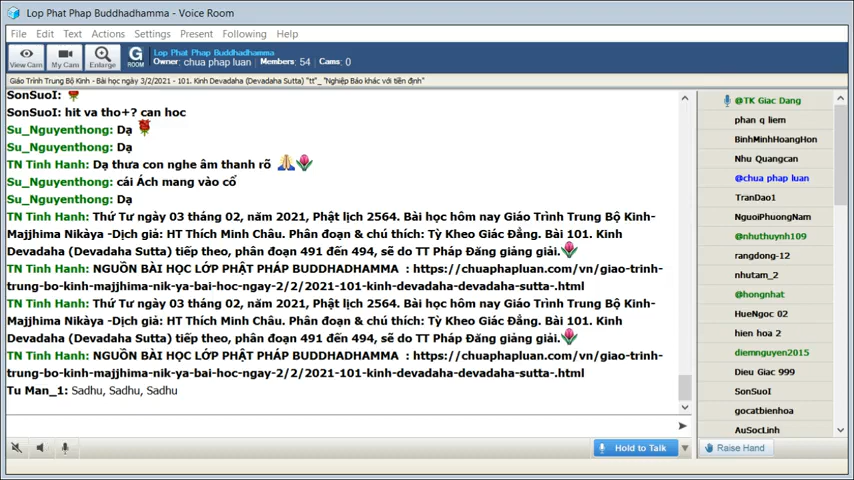 Lop Phat Phap Buddhadhamma - Voice Room
File Edit Text Actions Settings Present Following Help
View Cam My Cam Enlarge G ROOM
Lop Phat Phap Buddhadhamma
Owner: chua phap luan Members: 54 Cams: 0
Giáo Trình Trung Bộ Kinh - Bài học ngày 3/2/2021 - 101. Kinh Devadaha (Devadaha Sutta) "tt"_ "Nghiệp Báo khác với tiền định"
SonSuoI:
SonSuoI: hit va tho+? can hoc
Su_Nguyenthong: Dạ
Su_Nguyenthong: Dạ
TN Tinh Hanh: Dạ thưa con nghe âm thanh rõ
Su_Nguyenthong: cái Ách mang vào cổ
Su_Nguyenthong: Dạ
TN Tinh Hanh: Thứ Tư ngày 03 tháng 02, năm 2021, Phật lịch 2564. Bài học hôm nay Giáo Trình Trung Bộ Kinh-
Majjhima Nikàya -Dịch giả: HT Thích Minh Châu. Phân đoạn & chú thích: Tỳ Kheo Giác Đẳng. Bài 101. Kinh
Devadaha (Devadaha Sutta) tiếp theo, phân đoạn 491 đến 494, sẽ do TT Pháp Đăng giảng giải.
TN Tinh Hanh: NGUỒN BÀI HỌC LỚP PHẬT PHÁP BUDDHADHAMMA : https://chuaphapluan.com/vn/giao-trinh-
trung-bo-kinh-majjhima-nik-ya-bai-hoc-ngay-2/2/2021-101-kinh-devadaha-devadaha-sutta-.html
TN Tinh Hanh: Thứ Tư ngày 03 tháng 02, năm 2021, Phật lịch 2564. Bài học hôm nay Giáo Trình Trung Bộ Kinh-
Majjhima Nikàya -Dịch giả: HT Thích Minh Châu. Phân đoạn & chú thích: Tỳ Kheo Giác Đẳng. Bài 101. Kinh
Devadaha (Devadaha Sutta) tiếp theo, phân đoạn 491 đến 494, sẽ do TT Pháp Đăng giảng giải.
TN Tinh Hanh: NGUỒN BÀI HỌC LỚP PHẬT PHÁP BUDDHADHAMMA : https://chuaphapluan.com/vn/giao-trinh-
trung-bo-kinh-majjhima-nik-ya-bai-hoc-ngay-2/2/2021-101-kinh-devadaha-devadaha-sutta-.html
Tu Man_1: Sadhu, Sadhu, Sadhu
@TK Giac Dang
phan q liem
BinhMinhHoangHon
Nhu Quangcan
@chua phap luan
TranDao1
NguoiPhuongNam
@nhuthuynh109
rangdong-12
nhutam_2
@hongnhat
HueNgoc 02
hien hoa 2
diemnguyen2015
Dieu Giac 999
SonSuoI
gocatbienhoa
AuSocLinh
Hold to Talk
Raise Hand